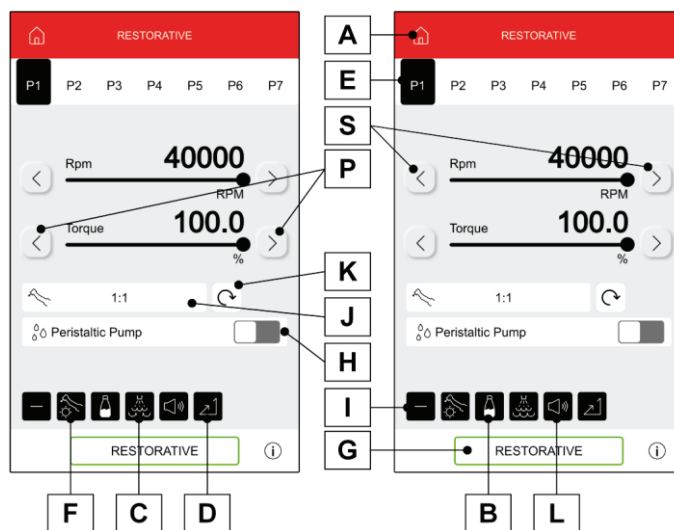 RESTORATIVE
P1 P2 P3 P4 P5 P6 P7
Rpm 40000
RPM
Torque 100.0
%
1:1
Peristaltic Pump
RESTORATIVE
i
F
C
D
A
E
S
P
K
J
H
I
G
RESTORATIVE
P1 P2 P3 P4 P5 P6 P7
Rpm 40000
RPM
Torque 100.0
%
1:1
Peristaltic Pump
RESTORATIVE
i
B
L